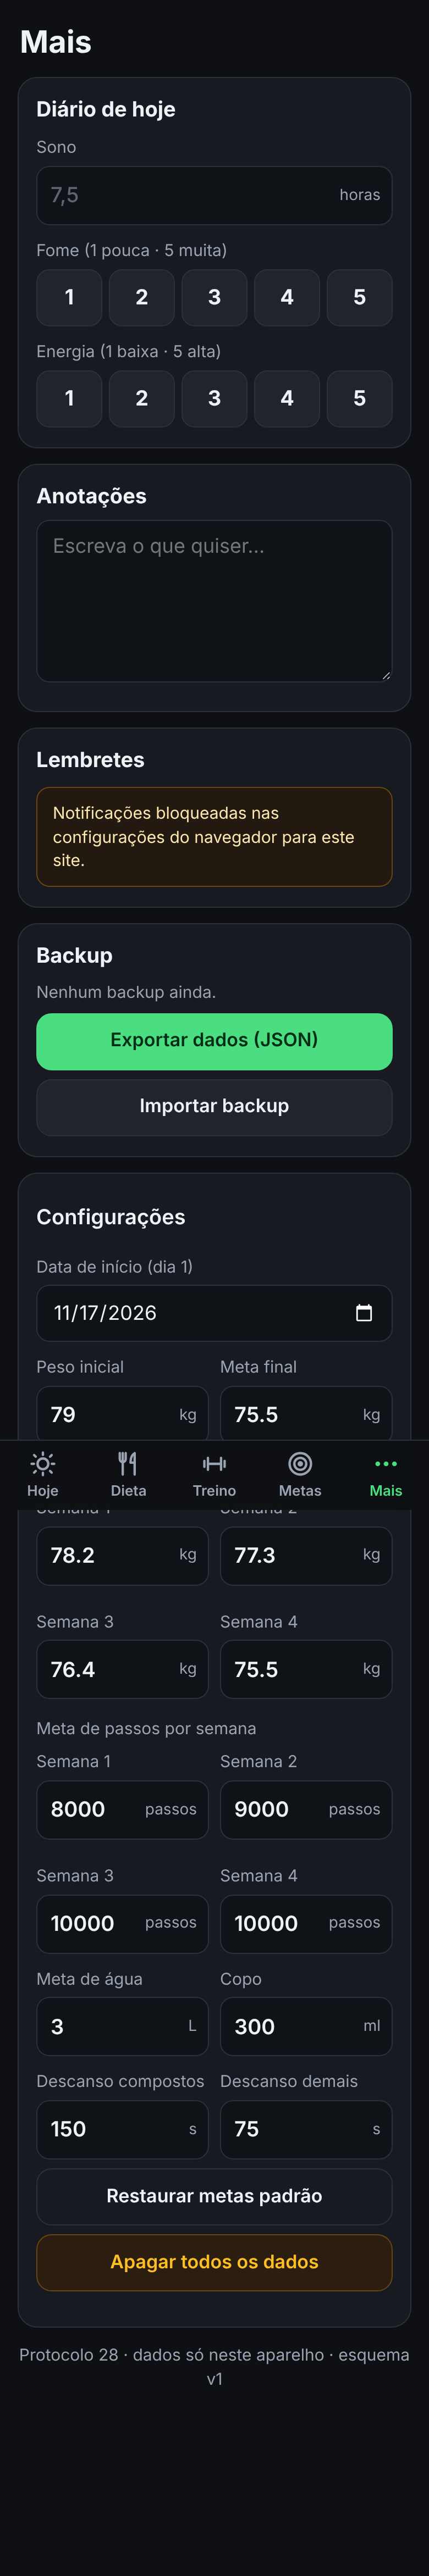 Mais
Diário de hoje
Sono
7,5 horas
Fome (1 pouca · 5 muita)
1 2 3 4 5
Energia (1 baixa · 5 alta)
1 2 3 4 5
Anotações
Escreva o que quiser...
Lembretes
Notificações bloqueadas nas
configurações do navegador para este
site.
Backup
Nenhum backup ainda.
Exportar dados (JSON)
Importar backup
Configurações
Data de início (dia 1)
11/17/2026
Peso inicial Meta final
79 kg 75.5 kg
Hoje Dieta Treino Metas Mais
78.2 kg 77.3 kg
Semana 3 Semana 4
76.4 kg 75.5 kg
Meta de passos por semana
Semana 1 Semana 2
8000 passos 9000 passos
Semana 3 Semana 4
10000 passos 10000 passos
Meta de água Copo
3 L 300 ml
Descanso compostos Descanso demais
150 s 75 s
Restaurar metas padrão
Apagar todos os dados
Protocolo 28 · dados só neste aparelho · esquema
v1